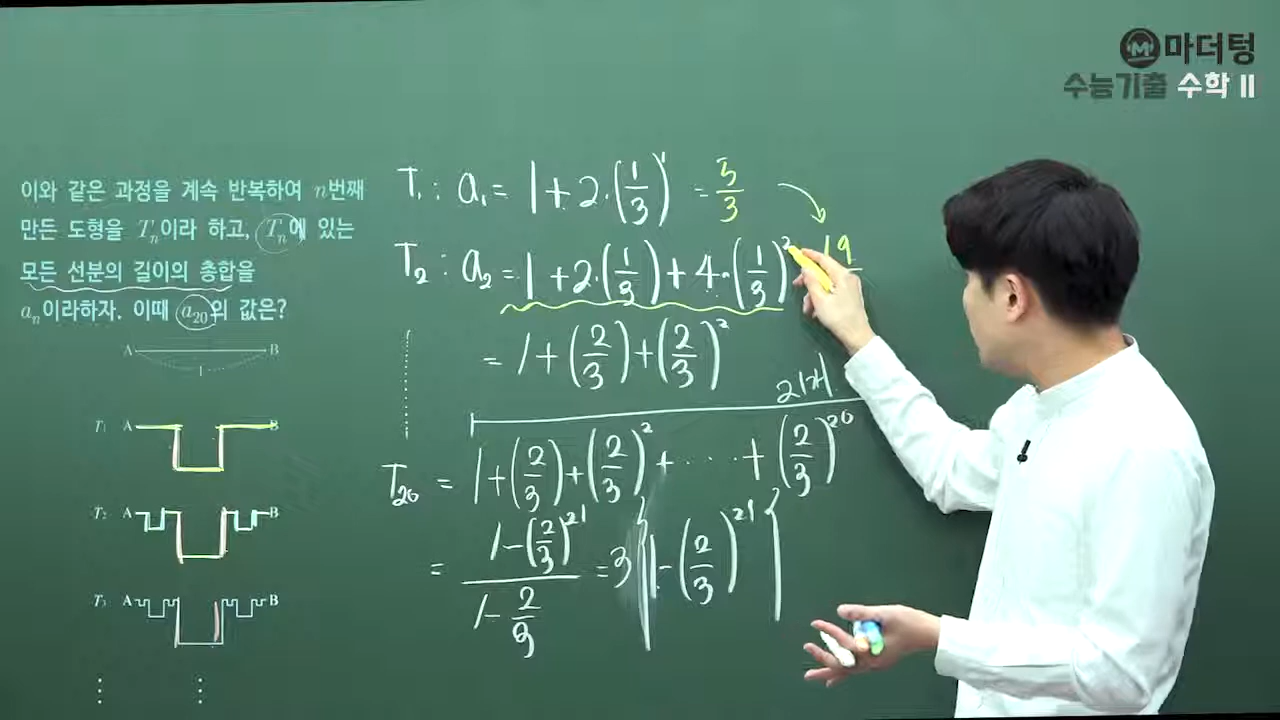 마더텅
수능기출 수학 II
이와 같은 과정을 계속 반복하여 n번째
만든 도형을 Tₙ이라 하고, Tₙ에 있는
모든 선분의 길이의 총합을
aₙ이라하자. 이때 a₂₀의 값은?
A B
1
T₁ A B
T₂ A B
T₃ A B
T₁ : a₁ = 1 + 2·(1/3)¹ = 5/3
T₂ : a₂ = 1 + 2·(1/3) + 4·(1/3)² 19
= 1 + (2/3) + (2/3)²
21개
T₂₀ = 1 + (2/3) + (2/3)² + ···· + (2/3)²⁰
= (1 - (2/3)²¹)/(1 - 2/3) = 3{1 - (2/3)²¹}